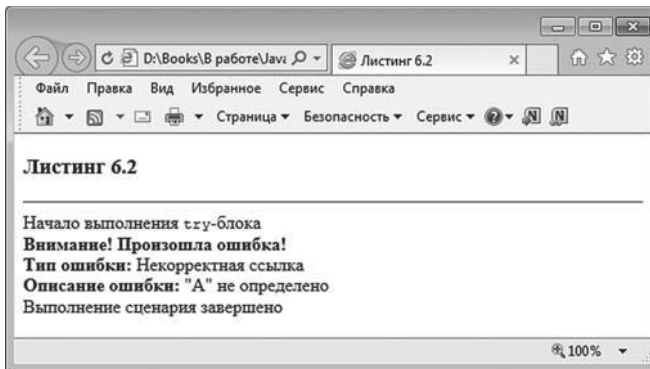 D:\Books\В работе\Java
Листинг 6.2
Файл Правка Вид Избранное Сервис Справка
Страница Безопасность Сервис
Листинг 6.2
Начало выполнения try-блока
Внимание! Произошла ошибка!
Тип ошибки: Некорректная ссылка
Описание ошибки: "A" не определено
Выполнение сценария завершено
100%